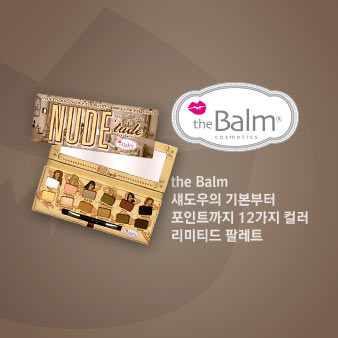 NUDE
tude
theBalm®
cosmetics
the Balm
섀도우의 기본부터
포인트까지 12가지 컬러
리미티드 팔레트